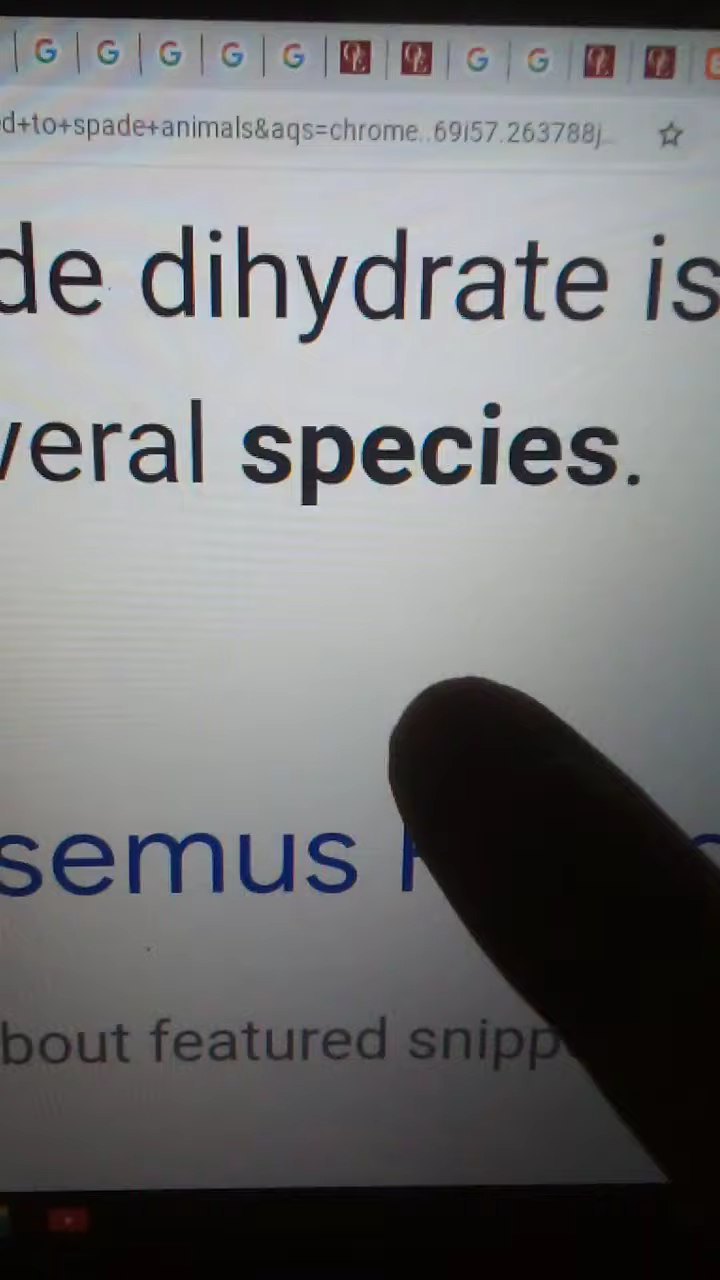 d+to+spade+animals&aqs=chrome..69i57.263788j...
de dihydrate is
veral species.
semus
bout featured snipp